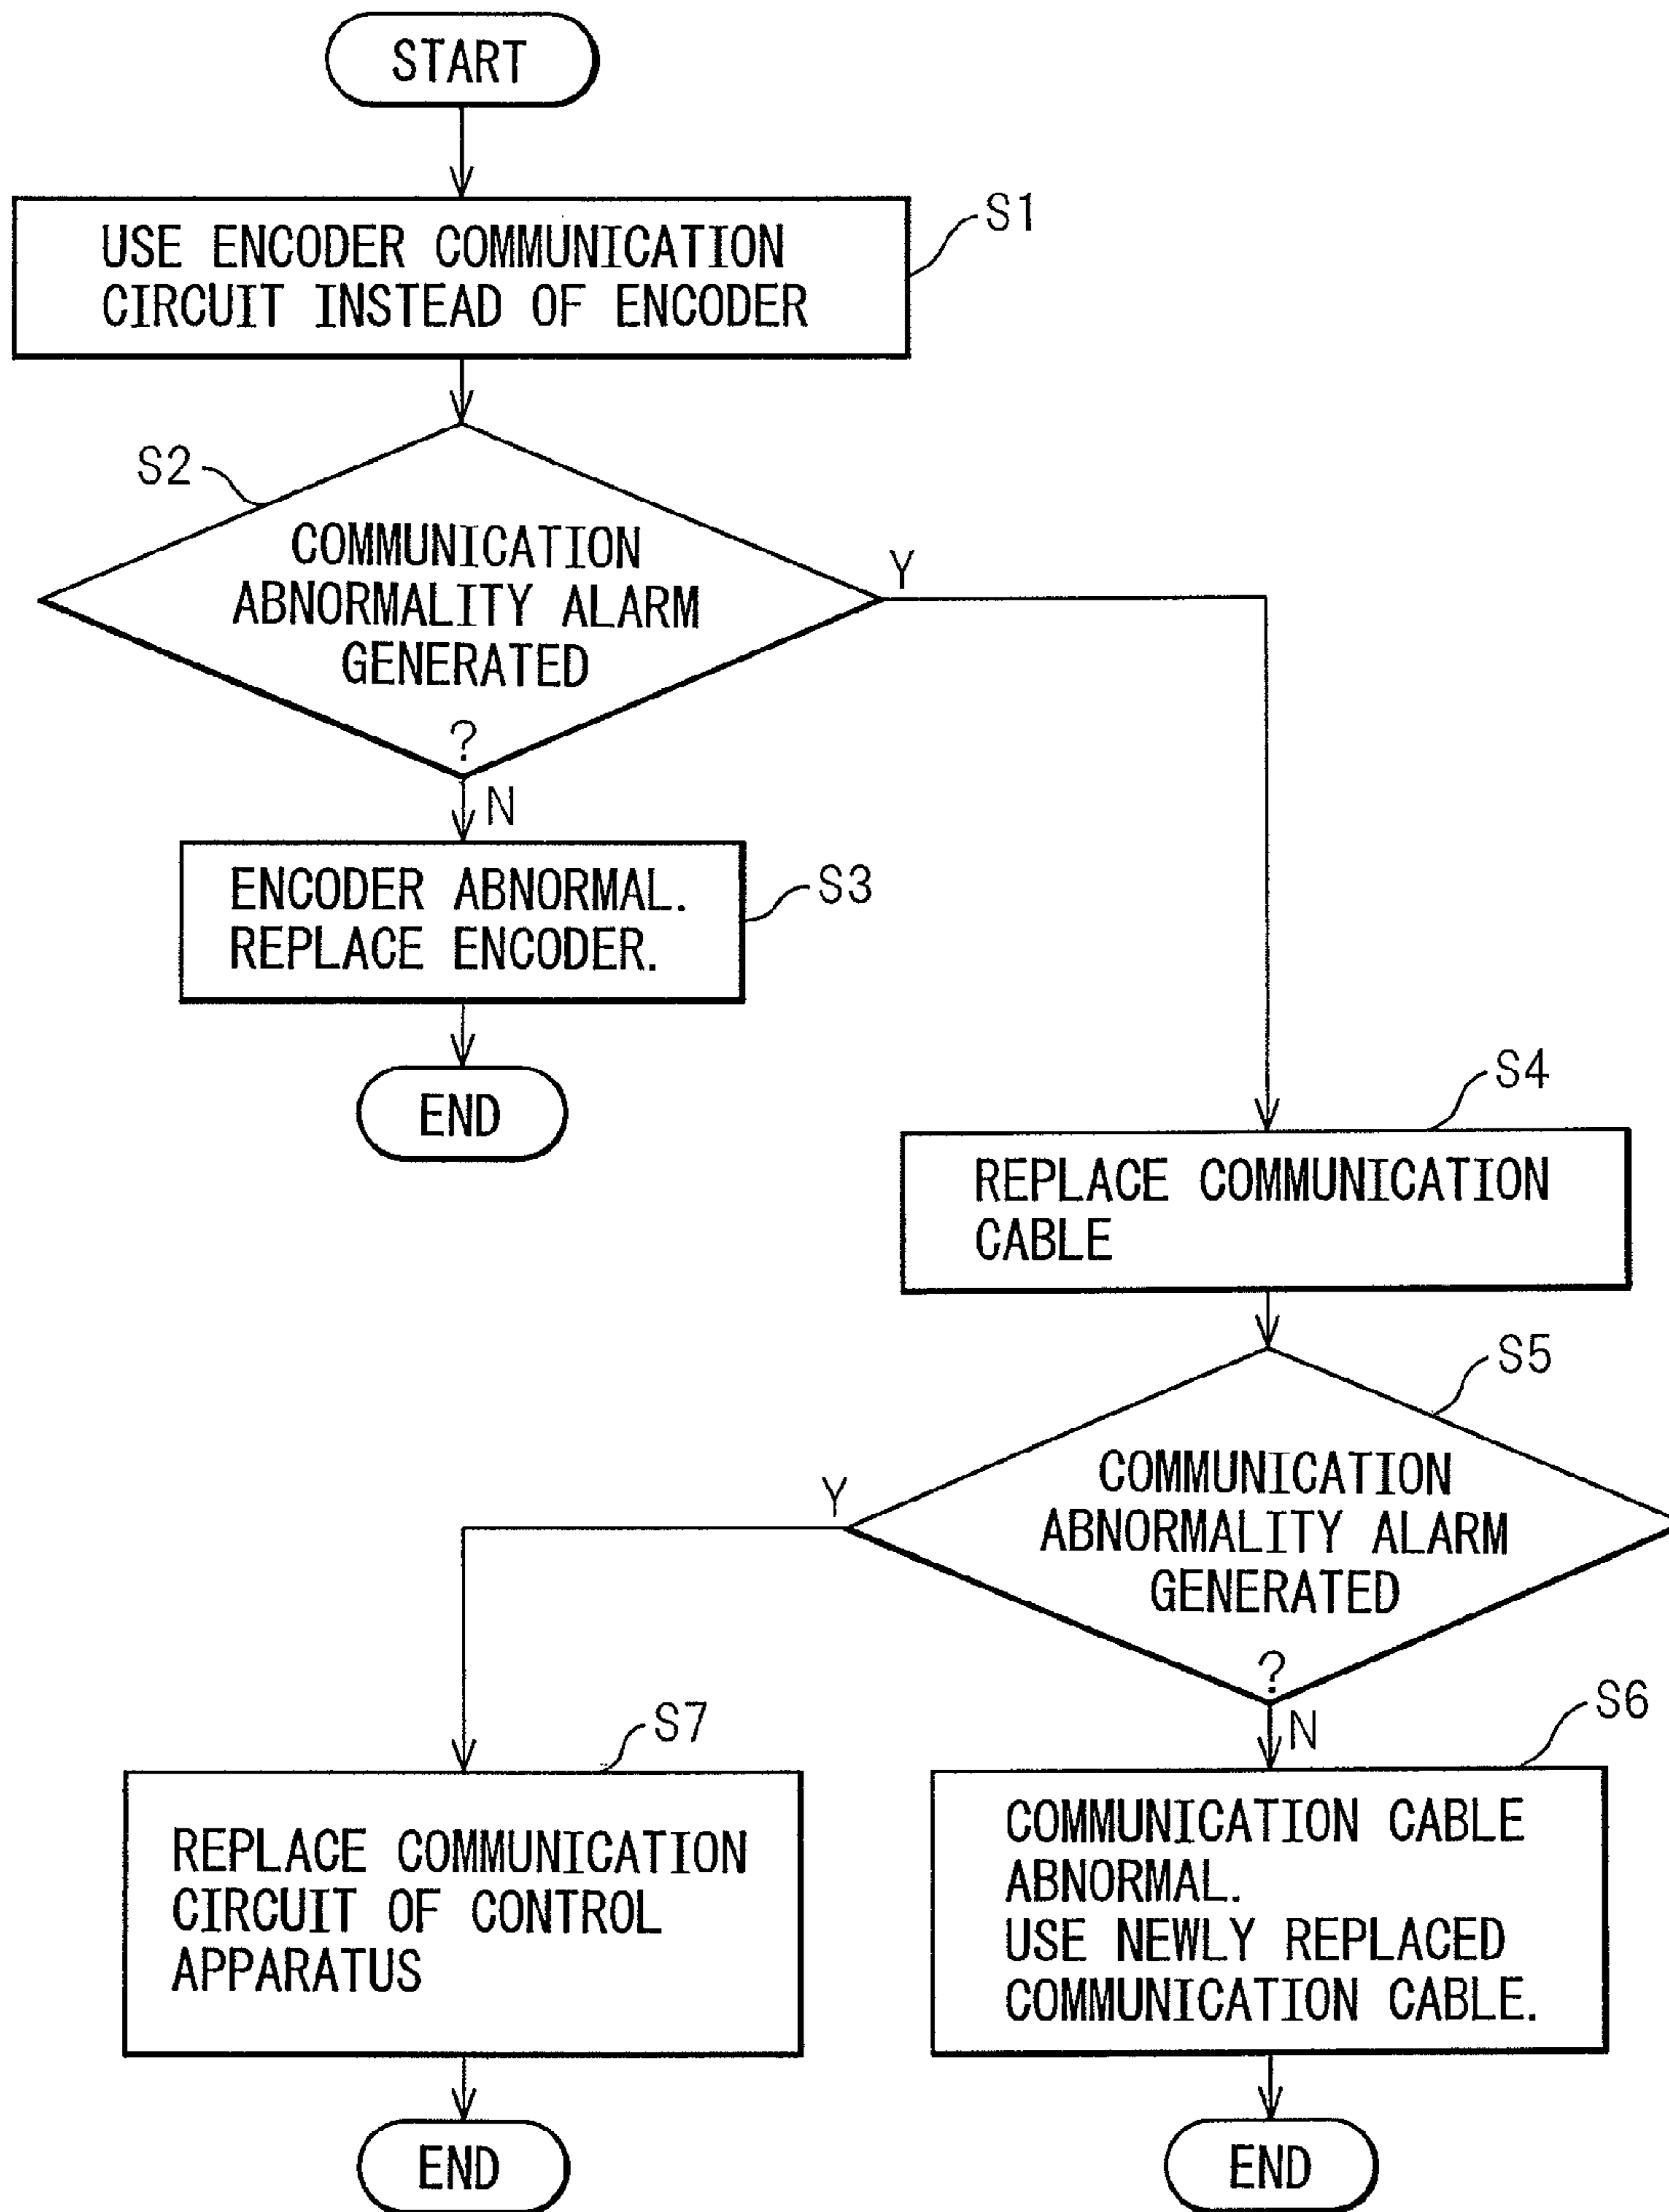 START
USE ENCODER COMMUNICATION
CIRCUIT INSTEAD OF ENCODER
S1
S2
COMMUNICATION
ABNORMALITY ALARM
GENERATED
?
Y
N
ENCODER ABNORMAL.
REPLACE ENCODER.
S3
END
S4
REPLACE COMMUNICATION
CABLE
S5
COMMUNICATION
ABNORMALITY ALARM
GENERATED
?
Y
N
S7
REPLACE COMMUNICATION
CIRCUIT OF CONTROL
APPARATUS
END
S6
COMMUNICATION CABLE
ABNORMAL.
USE NEWLY REPLACED
COMMUNICATION CABLE.
END